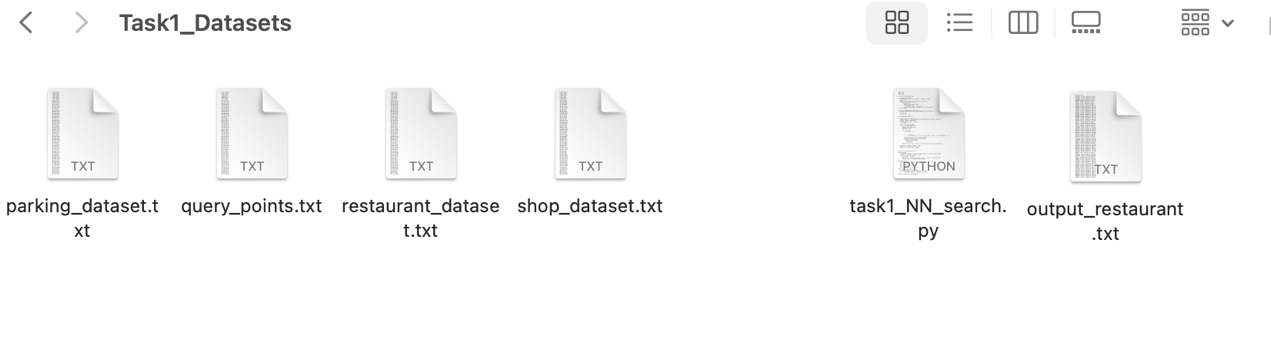 Task1_Datasets
TXT
TXT
TXT
TXT
PYTHON
TXT
parking_dataset.t
xt
query_points.txt
restaurant_datase
t.txt
shop_dataset.txt
task1_NN_search.
py
output_restaurant
.txt